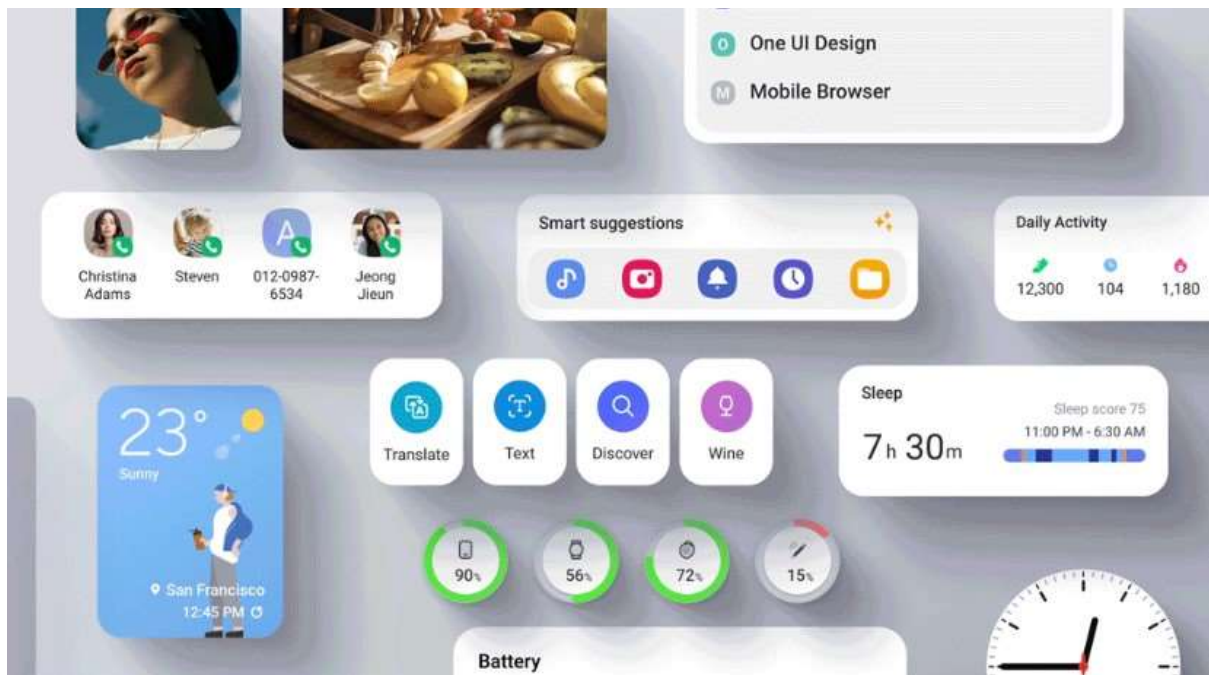 O One UI Design
M Mobile Browser
Christina
Adams
Steven
A
012-0987-
6534
Jeong
Jieun
Smart suggestions
Daily Activity
12,300
104
1,180
23°
Sunny
San Francisco
12:45 PM
Translate
T
Text
Discover
Wine
Sleep
Sleep score 75
7h 30m
11:00 PM - 6:30 AM
90%
56%
72%
15%
Battery